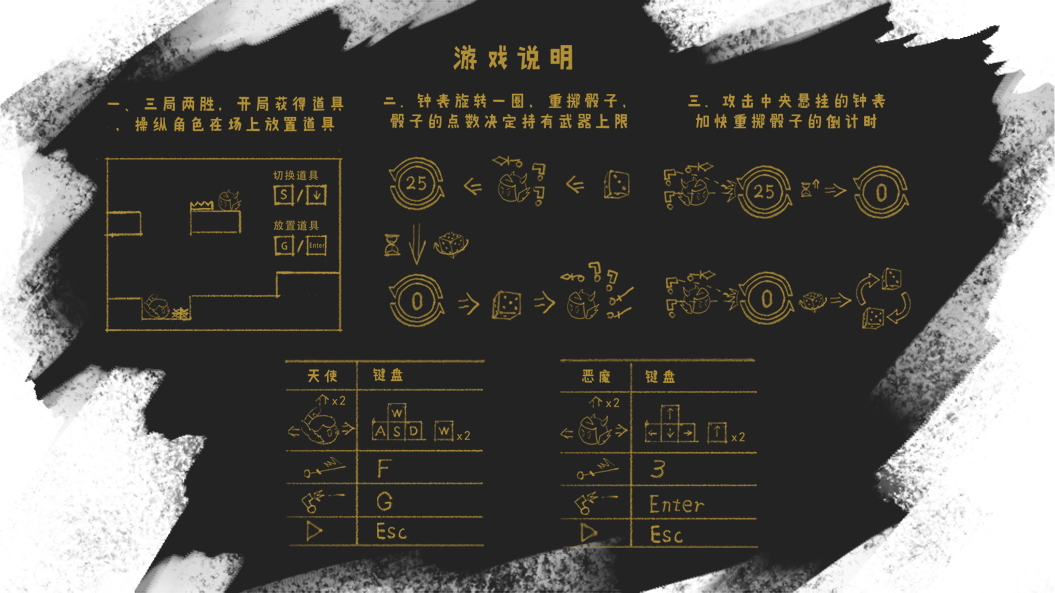 游戏说明
一、三局两胜,开局获得道具
,操纵角色在场上放置道具
切换道具
S / ↓
放置道具
G / Enter
二、钟表旋转一圈,重掷骰子,
骰子的点数决定持有武器上限
25
0
三、攻击中央悬挂的钟表
加快重掷骰子的倒计时
25
0
0
天使 键盘
x2
W
A S D W x2
F
G
Esc
恶魔 键盘
x2
↑
← ↓ → ↑ x2
3
Enter
Esc